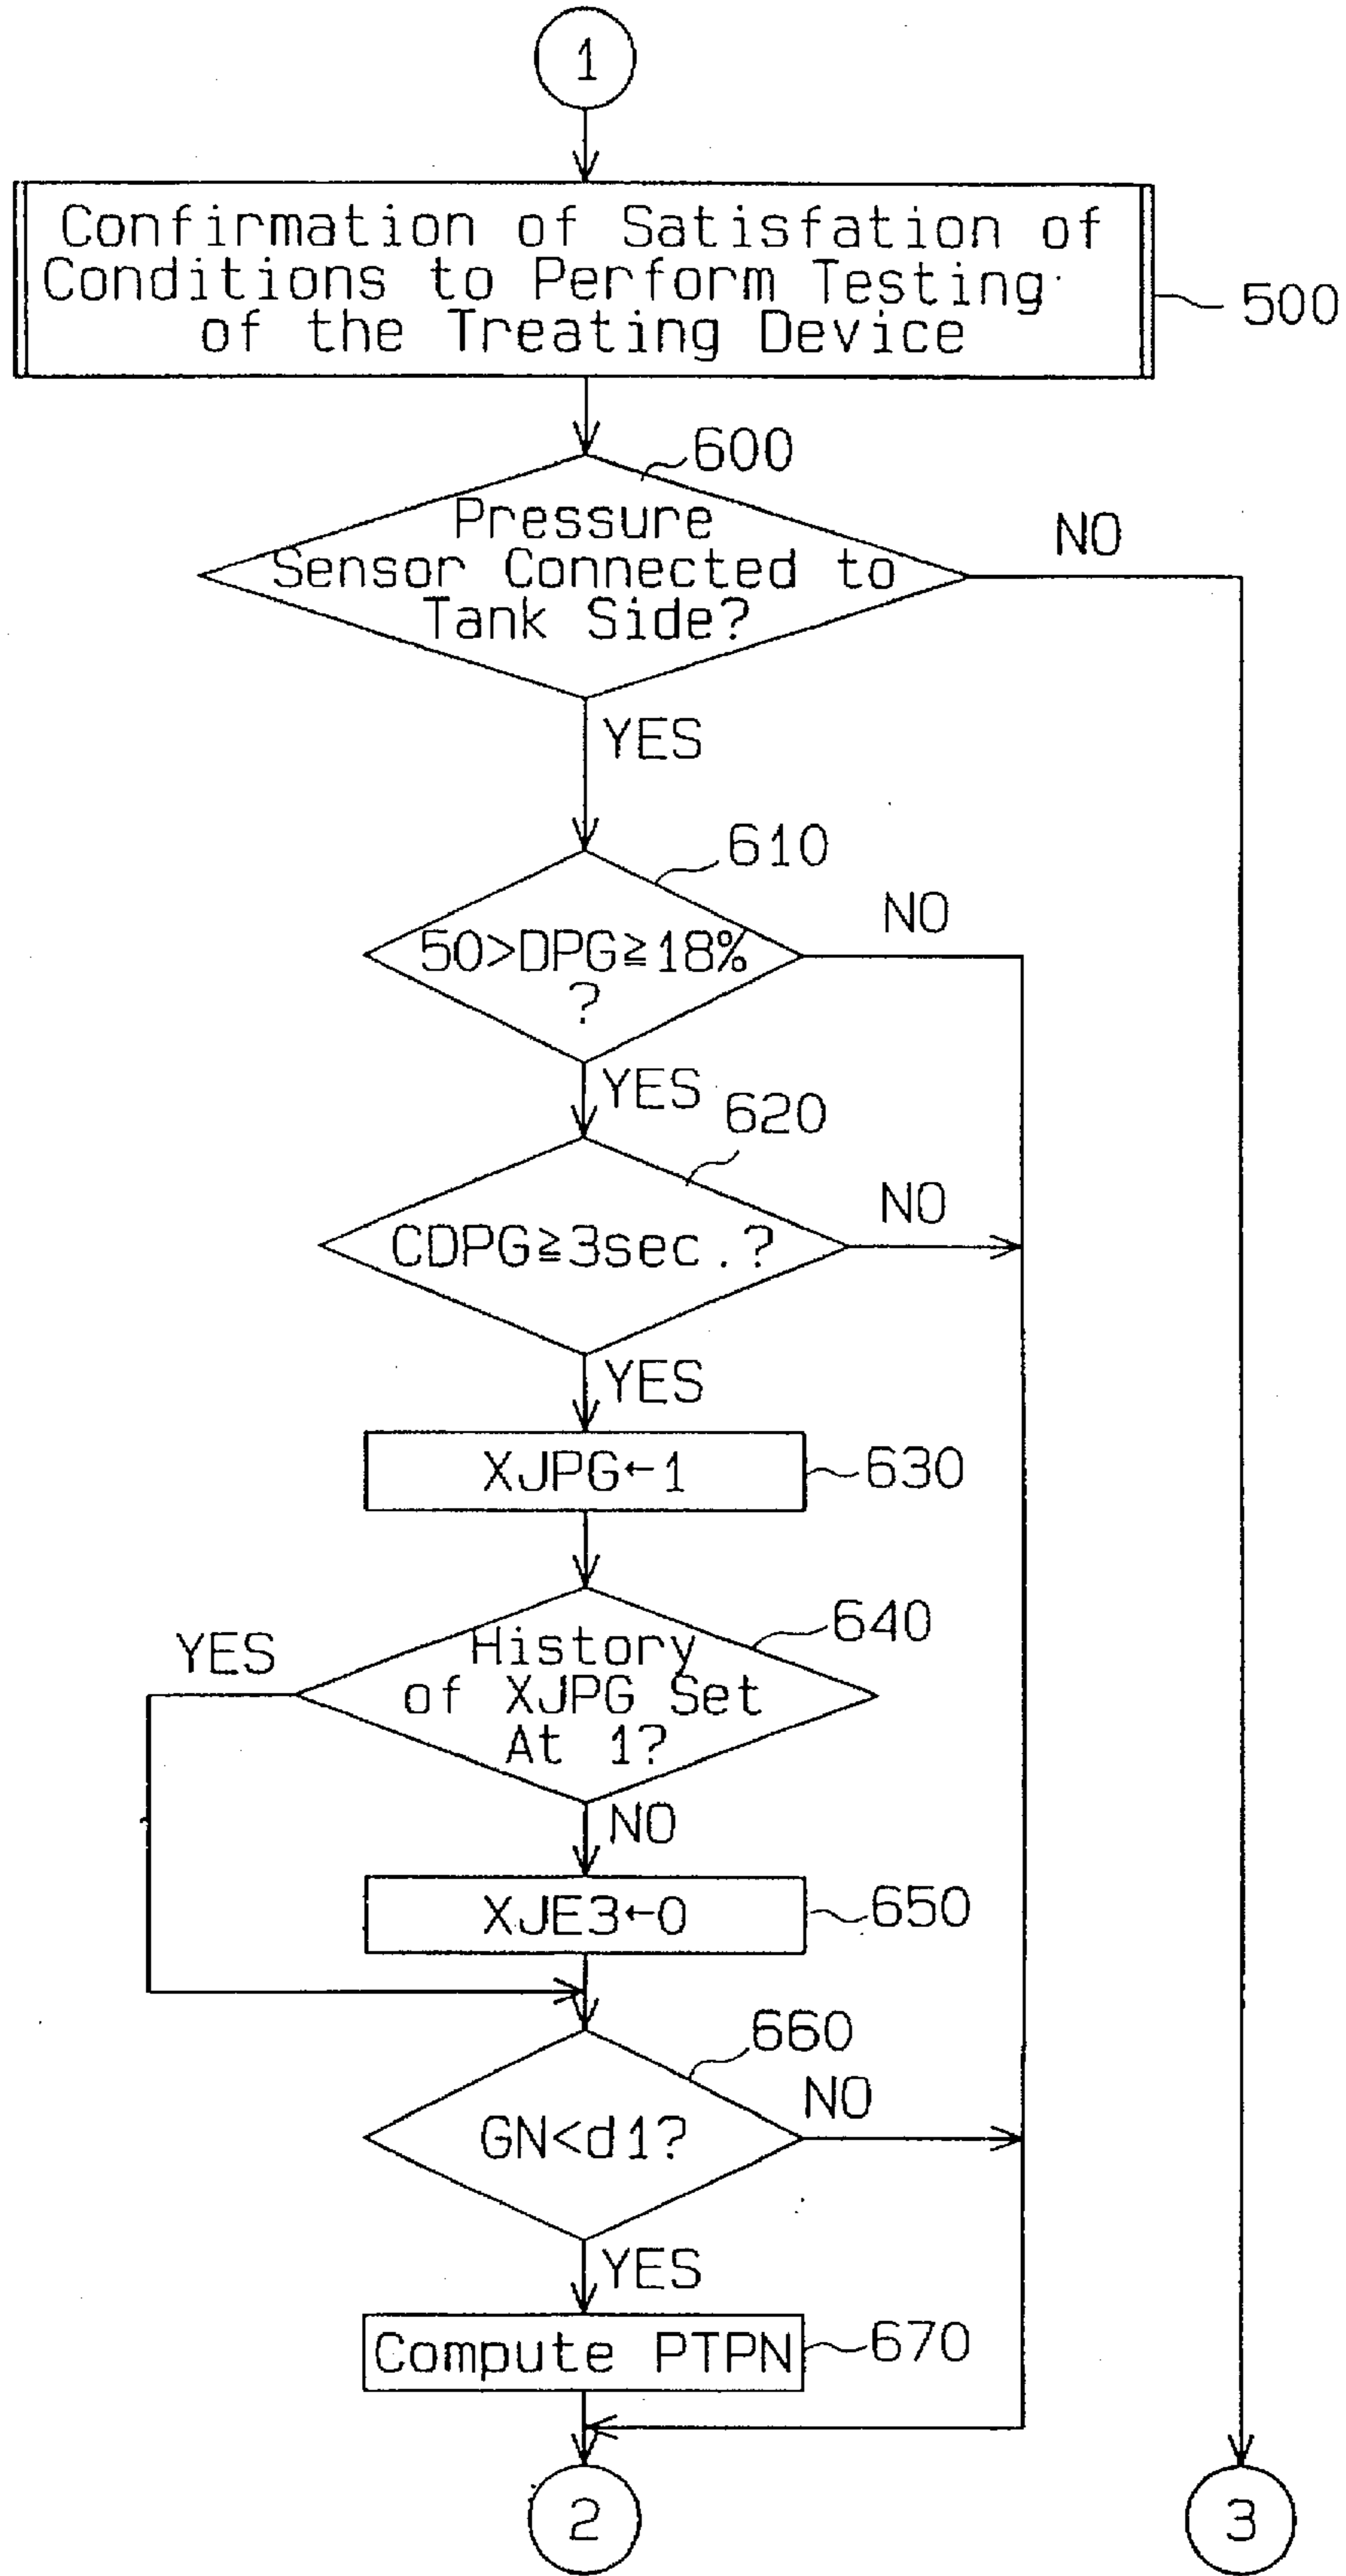 1
Confirmation of Satisfation of
Conditions to Perform Testing
of the Treating Device
500
600
Pressure
Sensor Connected to
Tank Side?
NO
YES
610
50>DPG≧18%
?
NO
YES
620
CDPG≧3sec.?
NO
YES
XJPG←1
630
640
YES
History
of XJPG Set
At 1?
NO
XJE3←0
650
660
GN<d1?
NO
YES
Compute PTPN
670
2
3